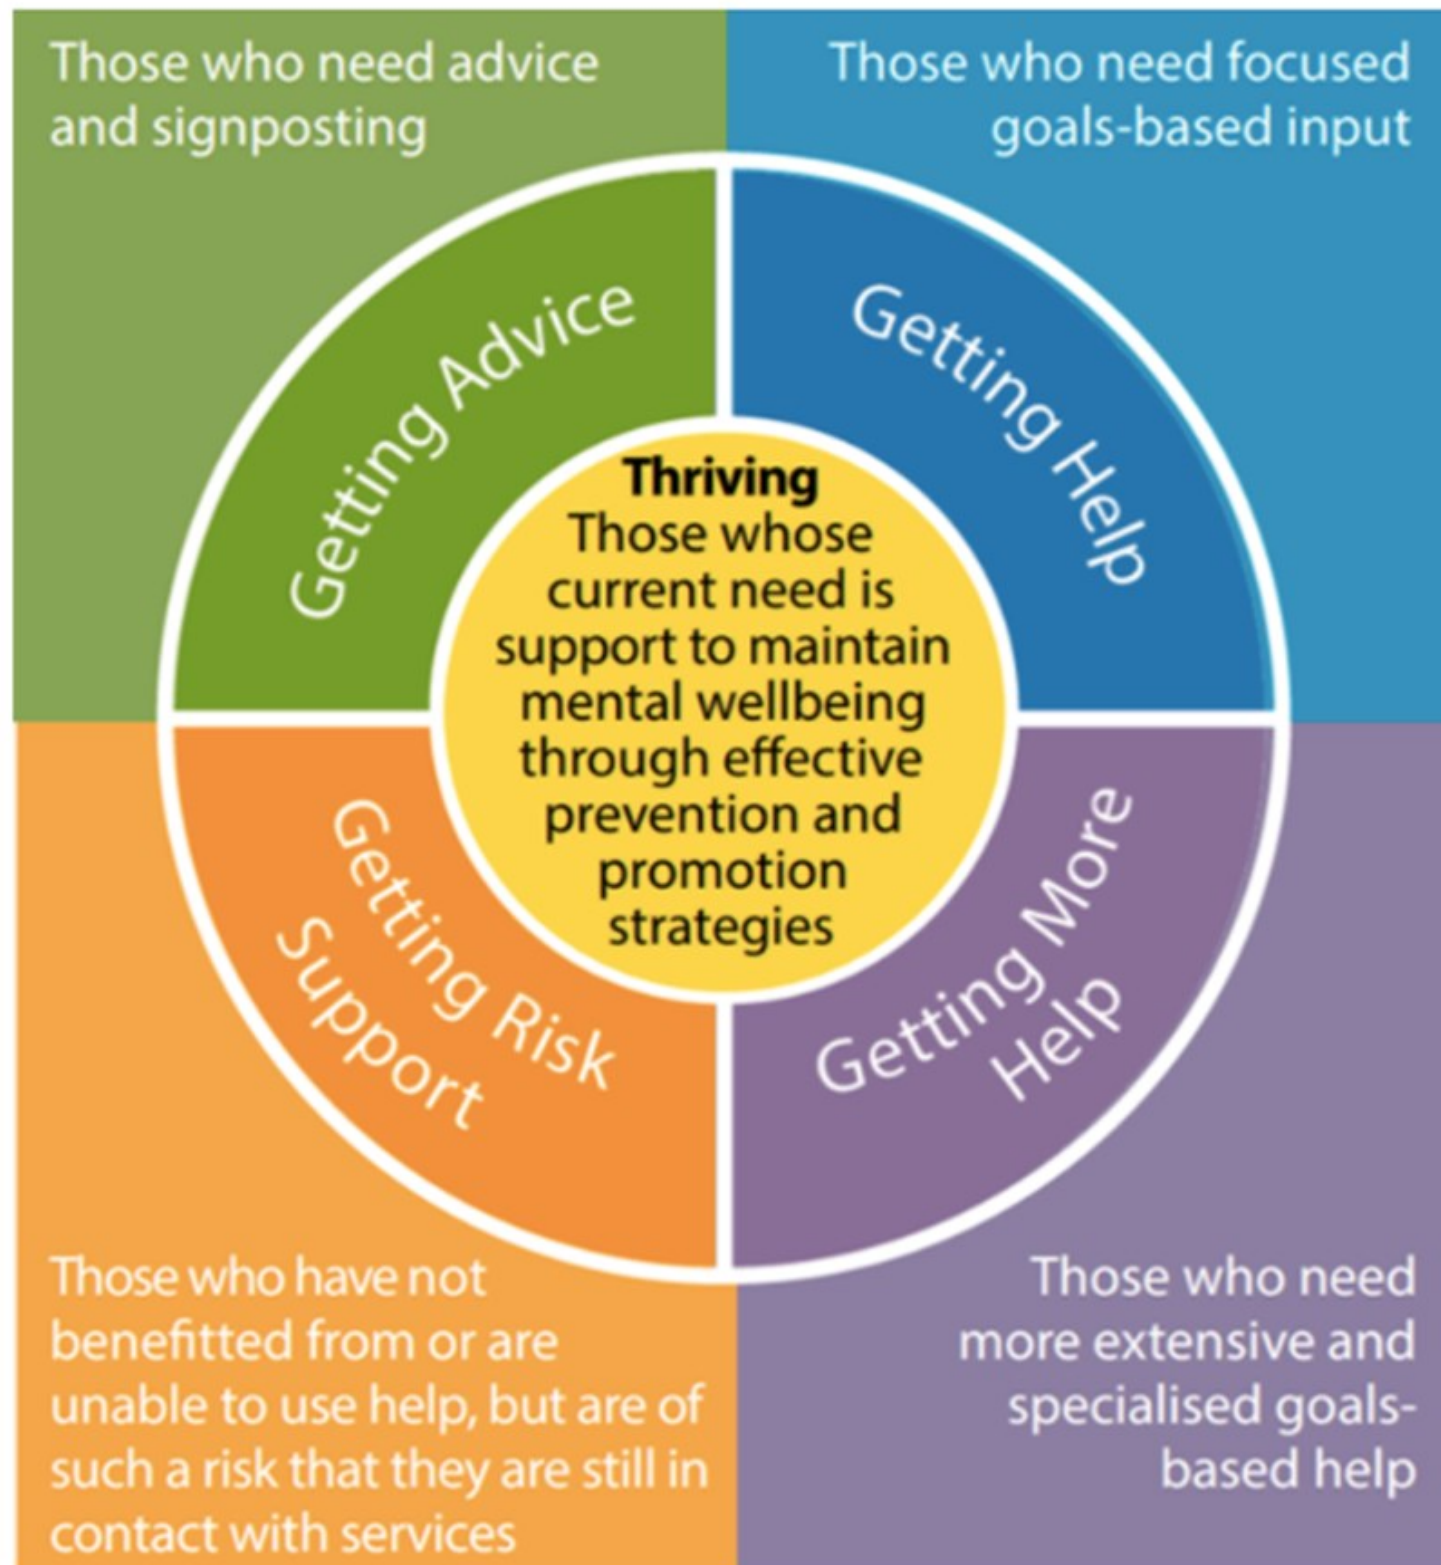 Those who need advice
and signposting
Those who need focused
goals-based input
Getting Advice
Getting Help
Thriving
Those whose
current need is
support to maintain
mental wellbeing
through effective
prevention and
promotion
strategies
Getting Risk
Support
Getting More
Help
Those who have not
benefitted from or are
unable to use help, but are of
such a risk that they are still in
contact with services
Those who need
more extensive and
specialised goals-
based help